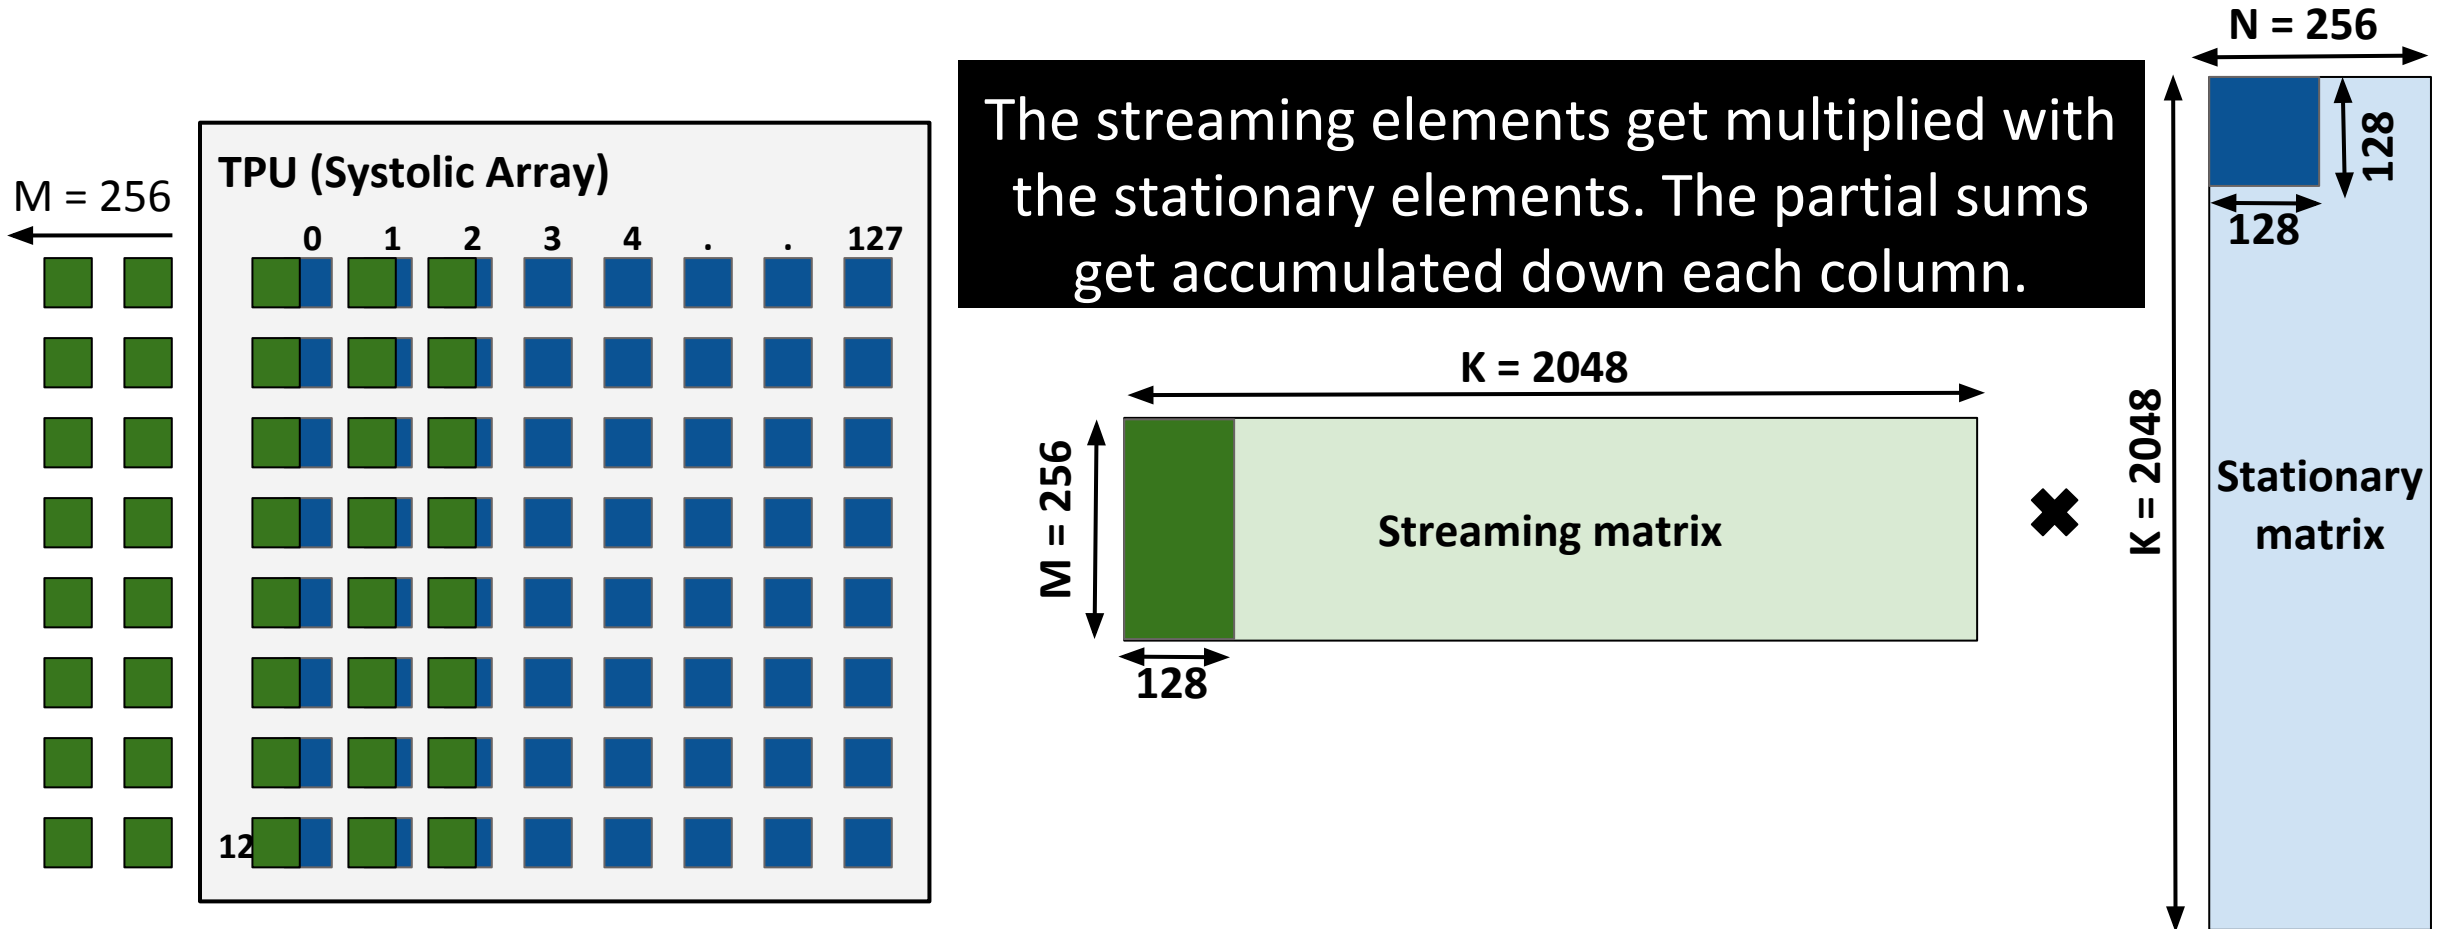 M = 256
TPU (Systolic Array)
0 1 2 3 4 . . 127
12
The streaming elements get multiplied with
the stationary elements. The partial sums
get accumulated down each column.
K = 2048
M = 256
Streaming matrix
128
N = 256
128
128
K = 2048
Stationary
matrix